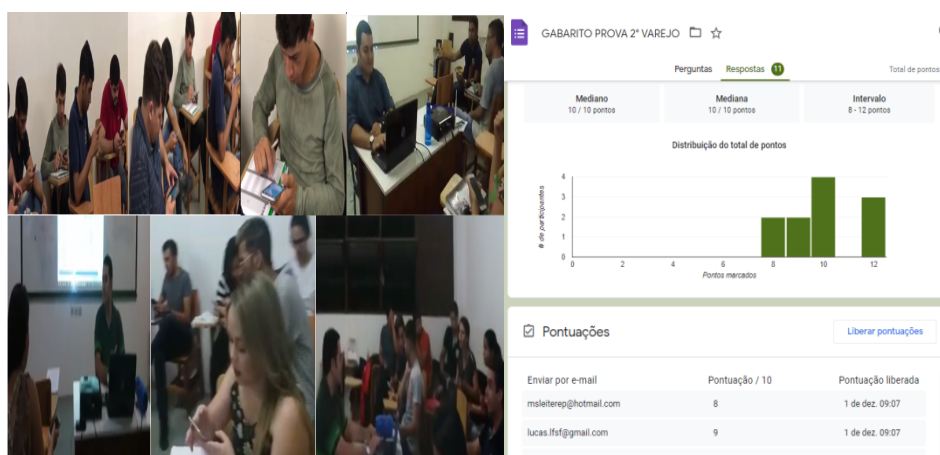 GABARITO PROVA 2° VAREJO
Perguntas Respostas 11 Total de pontos
Mediano Mediana Intervalo
10 / 10 pontos 10 / 10 pontos 8 - 12 pontos
Distribuição do total de pontos
# de participantes
4
3
2
1
0
0 2 4 6 8 10 12
Pontos marcados
Pontuações Liberar pontuações
Enviar por e-mail Pontuação / 10 Pontuação liberada
msleiterep@hotmail.com 8 1 de dez. 09:07
lucas.lfsf@gmail.com 9 1 de dez. 09:07